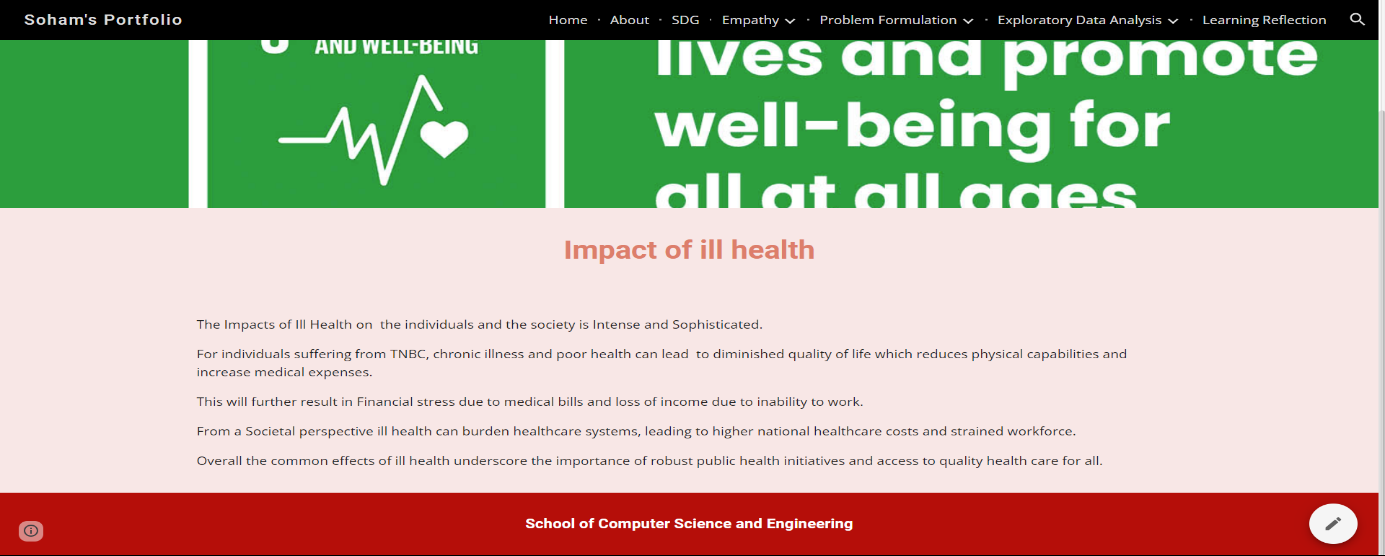 Soham's Portfolio
Home · About · SDG · Empathy · Problem Formulation · Exploratory Data Analysis · Learning Reflection
AND WELL-BEING
lives and promote
well-being for
all at all ages
Impact of ill health
The Impacts of Ill Health on  the individuals and the society is Intense and Sophisticated.
For individuals suffering from TNBC, chronic illness and poor health can lead  to diminished quality of life which reduces physical capabilities and
increase medical expenses.
This will further result in Financial stress due to medical bills and loss of income due to inability to work.
From a Societal perspective ill health can burden healthcare systems, leading to higher national healthcare costs and strained workforce.
Overall the common effects of ill health underscore the importance of robust public health initiatives and access to quality health care for all.
School of Computer Science and Engineering